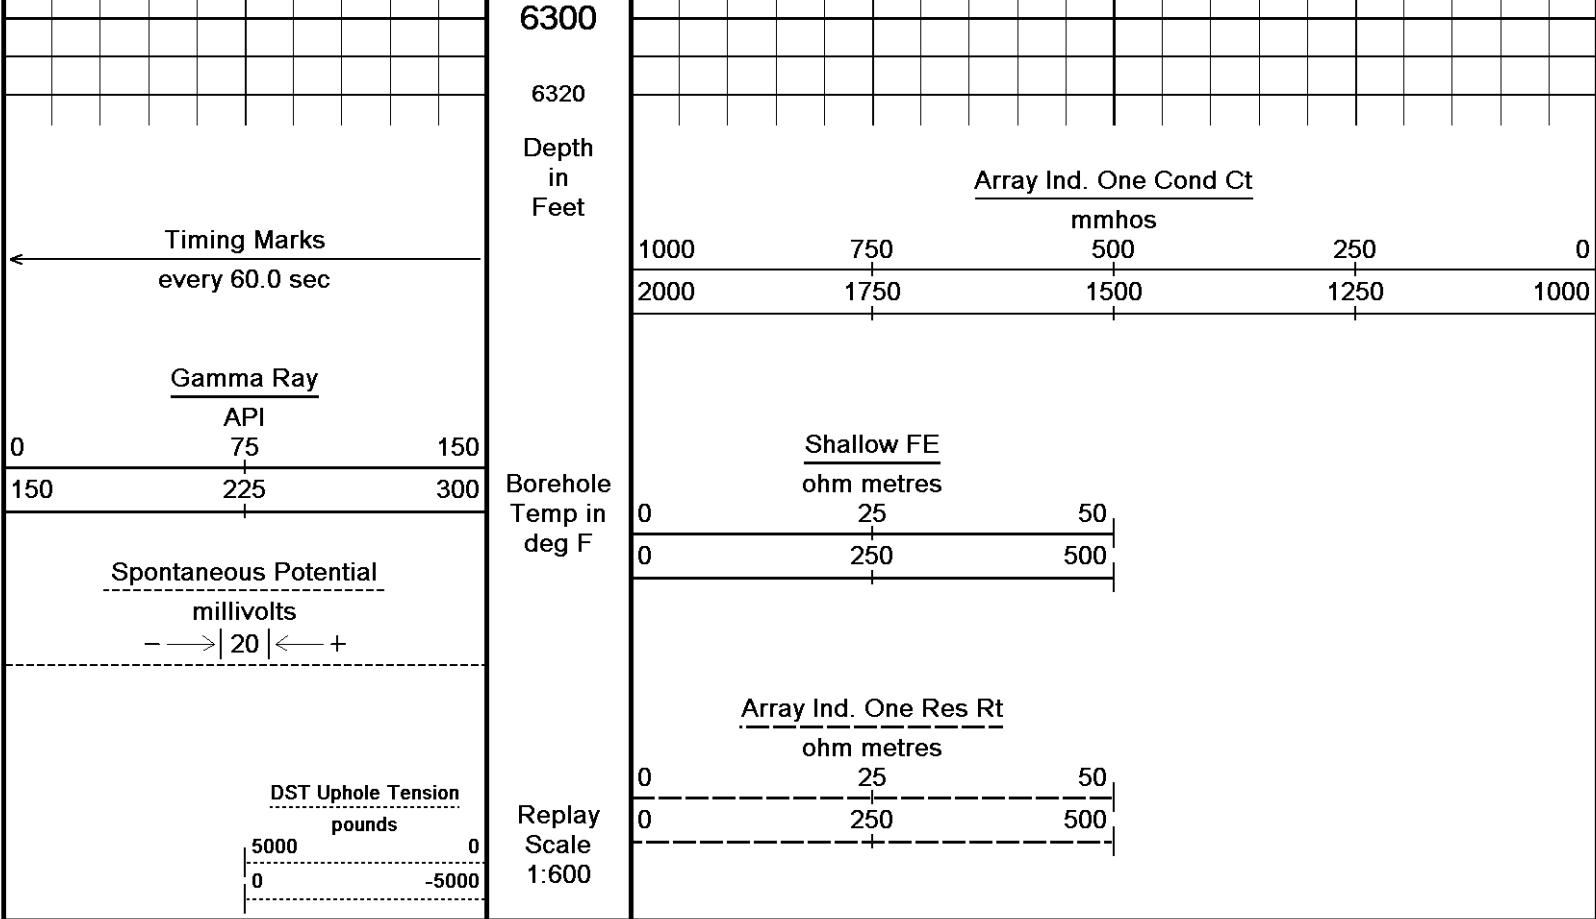 6300
6320
Depth
in
Feet
Timing Marks
every 60.0 sec
Gamma Ray
API
0 75 150
150 225 300
Spontaneous Potential
millivolts
− → | 20 | ← +
DST Uphole Tension
pounds
5000 0
0 -5000
Borehole
Temp in
deg F
Replay
Scale
1:600
Array Ind. One Cond Ct
mmhos
1000 750 500 250 0
2000 1750 1500 1250 1000
Shallow FE
ohm metres
0 25 50
0 250 500
Array Ind. One Res Rt
ohm metres
0 25 50
0 250 500